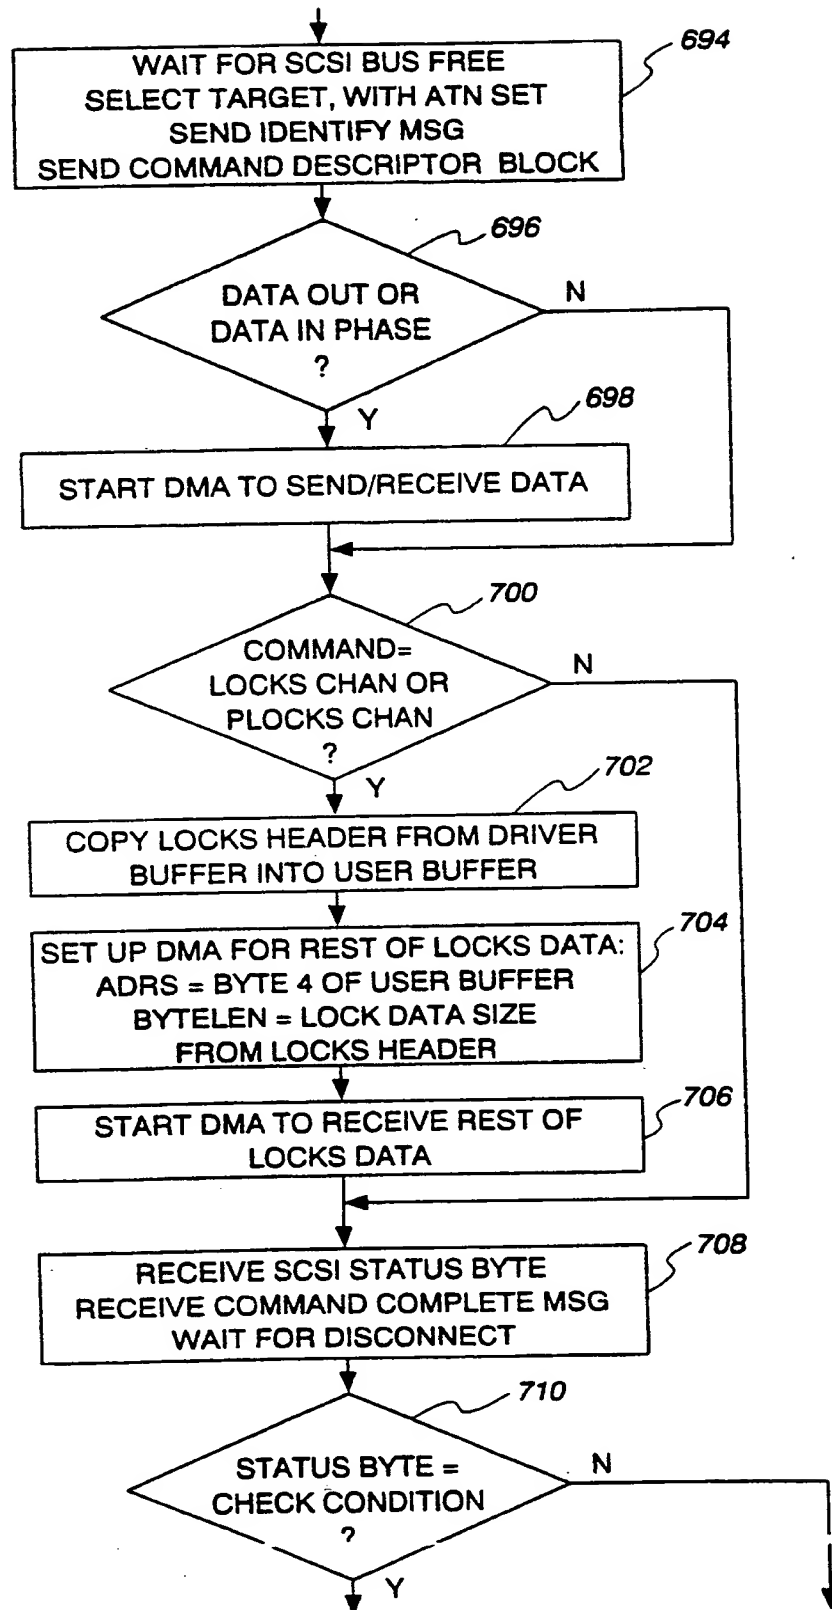 694
WAIT FOR SCSI BUS FREE
SELECT TARGET, WITH ATN SET
SEND IDENTIFY MSG
SEND COMMAND DESCRIPTOR BLOCK
696
DATA OUT OR
DATA IN PHASE
?
N
Y
698
START DMA TO SEND/RECEIVE DATA
700
COMMAND=
LOCKS CHAN OR
PLOCKS CHAN
?
N
Y
702
COPY LOCKS HEADER FROM DRIVER
BUFFER INTO USER BUFFER
704
SET UP DMA FOR REST OF LOCKS DATA:
ADRS = BYTE 4 OF USER BUFFER
BYTELEN = LOCK DATA SIZE
FROM LOCKS HEADER
706
START DMA TO RECEIVE REST OF
LOCKS DATA
708
RECEIVE SCSI STATUS BYTE
RECEIVE COMMAND COMPLETE MSG
WAIT FOR DISCONNECT
710
STATUS BYTE =
CHECK CONDITION
?
N
Y